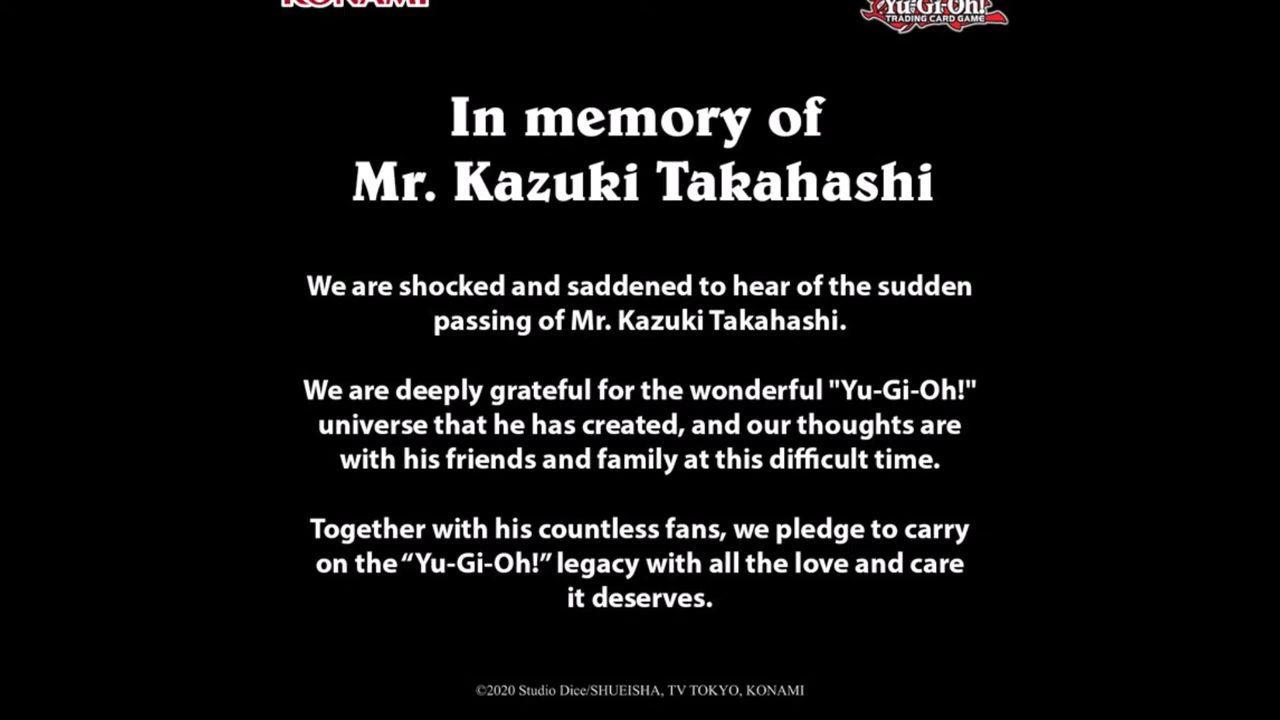 KONAMI
Yu-Gi-Oh!
TRADING CARD GAME
In memory of
Mr. Kazuki Takahashi
We are shocked and saddened to hear of the sudden
passing of Mr. Kazuki Takahashi.
We are deeply grateful for the wonderful "Yu-Gi-Oh!"
universe that he has created, and our thoughts are
with his friends and family at this difficult time.
Together with his countless fans, we pledge to carry
on the “Yu-Gi-Oh!” legacy with all the love and care
it deserves.
©2020 Studio Dice/SHUEISHA, TV TOKYO, KONAMI